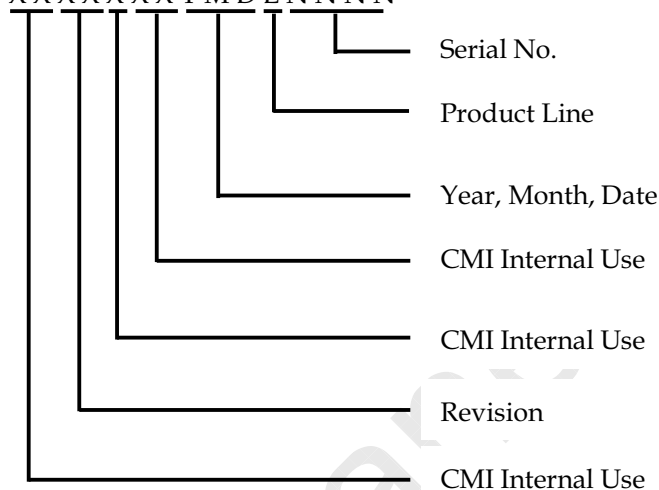 Serial No.
Product Line
Year, Month, Date
CMI Internal Use
CMI Internal Use
Revision
CMI Internal Use